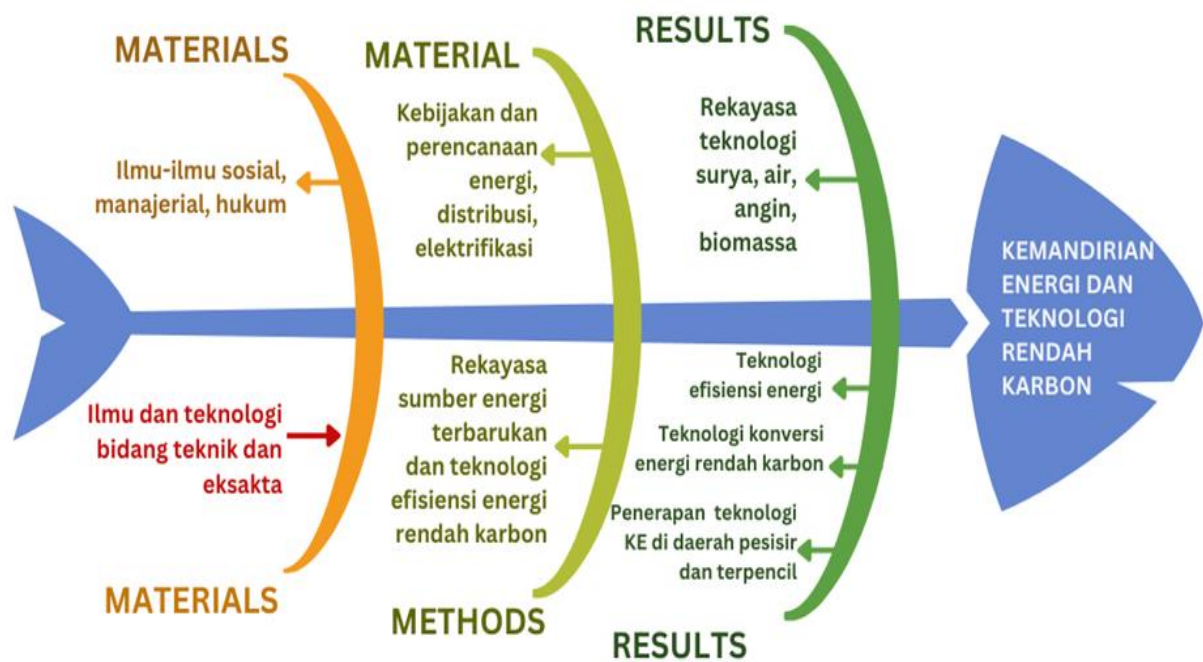 MATERIALS
Ilmu-ilmu sosial,
manajerial, hukum
Ilmu dan teknologi
bidang teknik dan
eksakta
MATERIALS
MATERIAL
Kebijakan dan
perencanaan
energi,
distribusi,
elektrifikasi
Rekayasa
sumber energi
terbarukan
dan teknologi
efisiensi energi
rendah karbon
METHODS
RESULTS
Rekayasa
teknologi
surya, air,
angin,
biomassa
Teknologi
efisiensi energi
Teknologi konversi
energi rendah karbon
Penerapan teknologi
KE di daerah pesisir
dan terpencil
RESULTS
KEMANDIRIAN
ENERGI DAN
TEKNOLOGI
RENDAH
KARBON